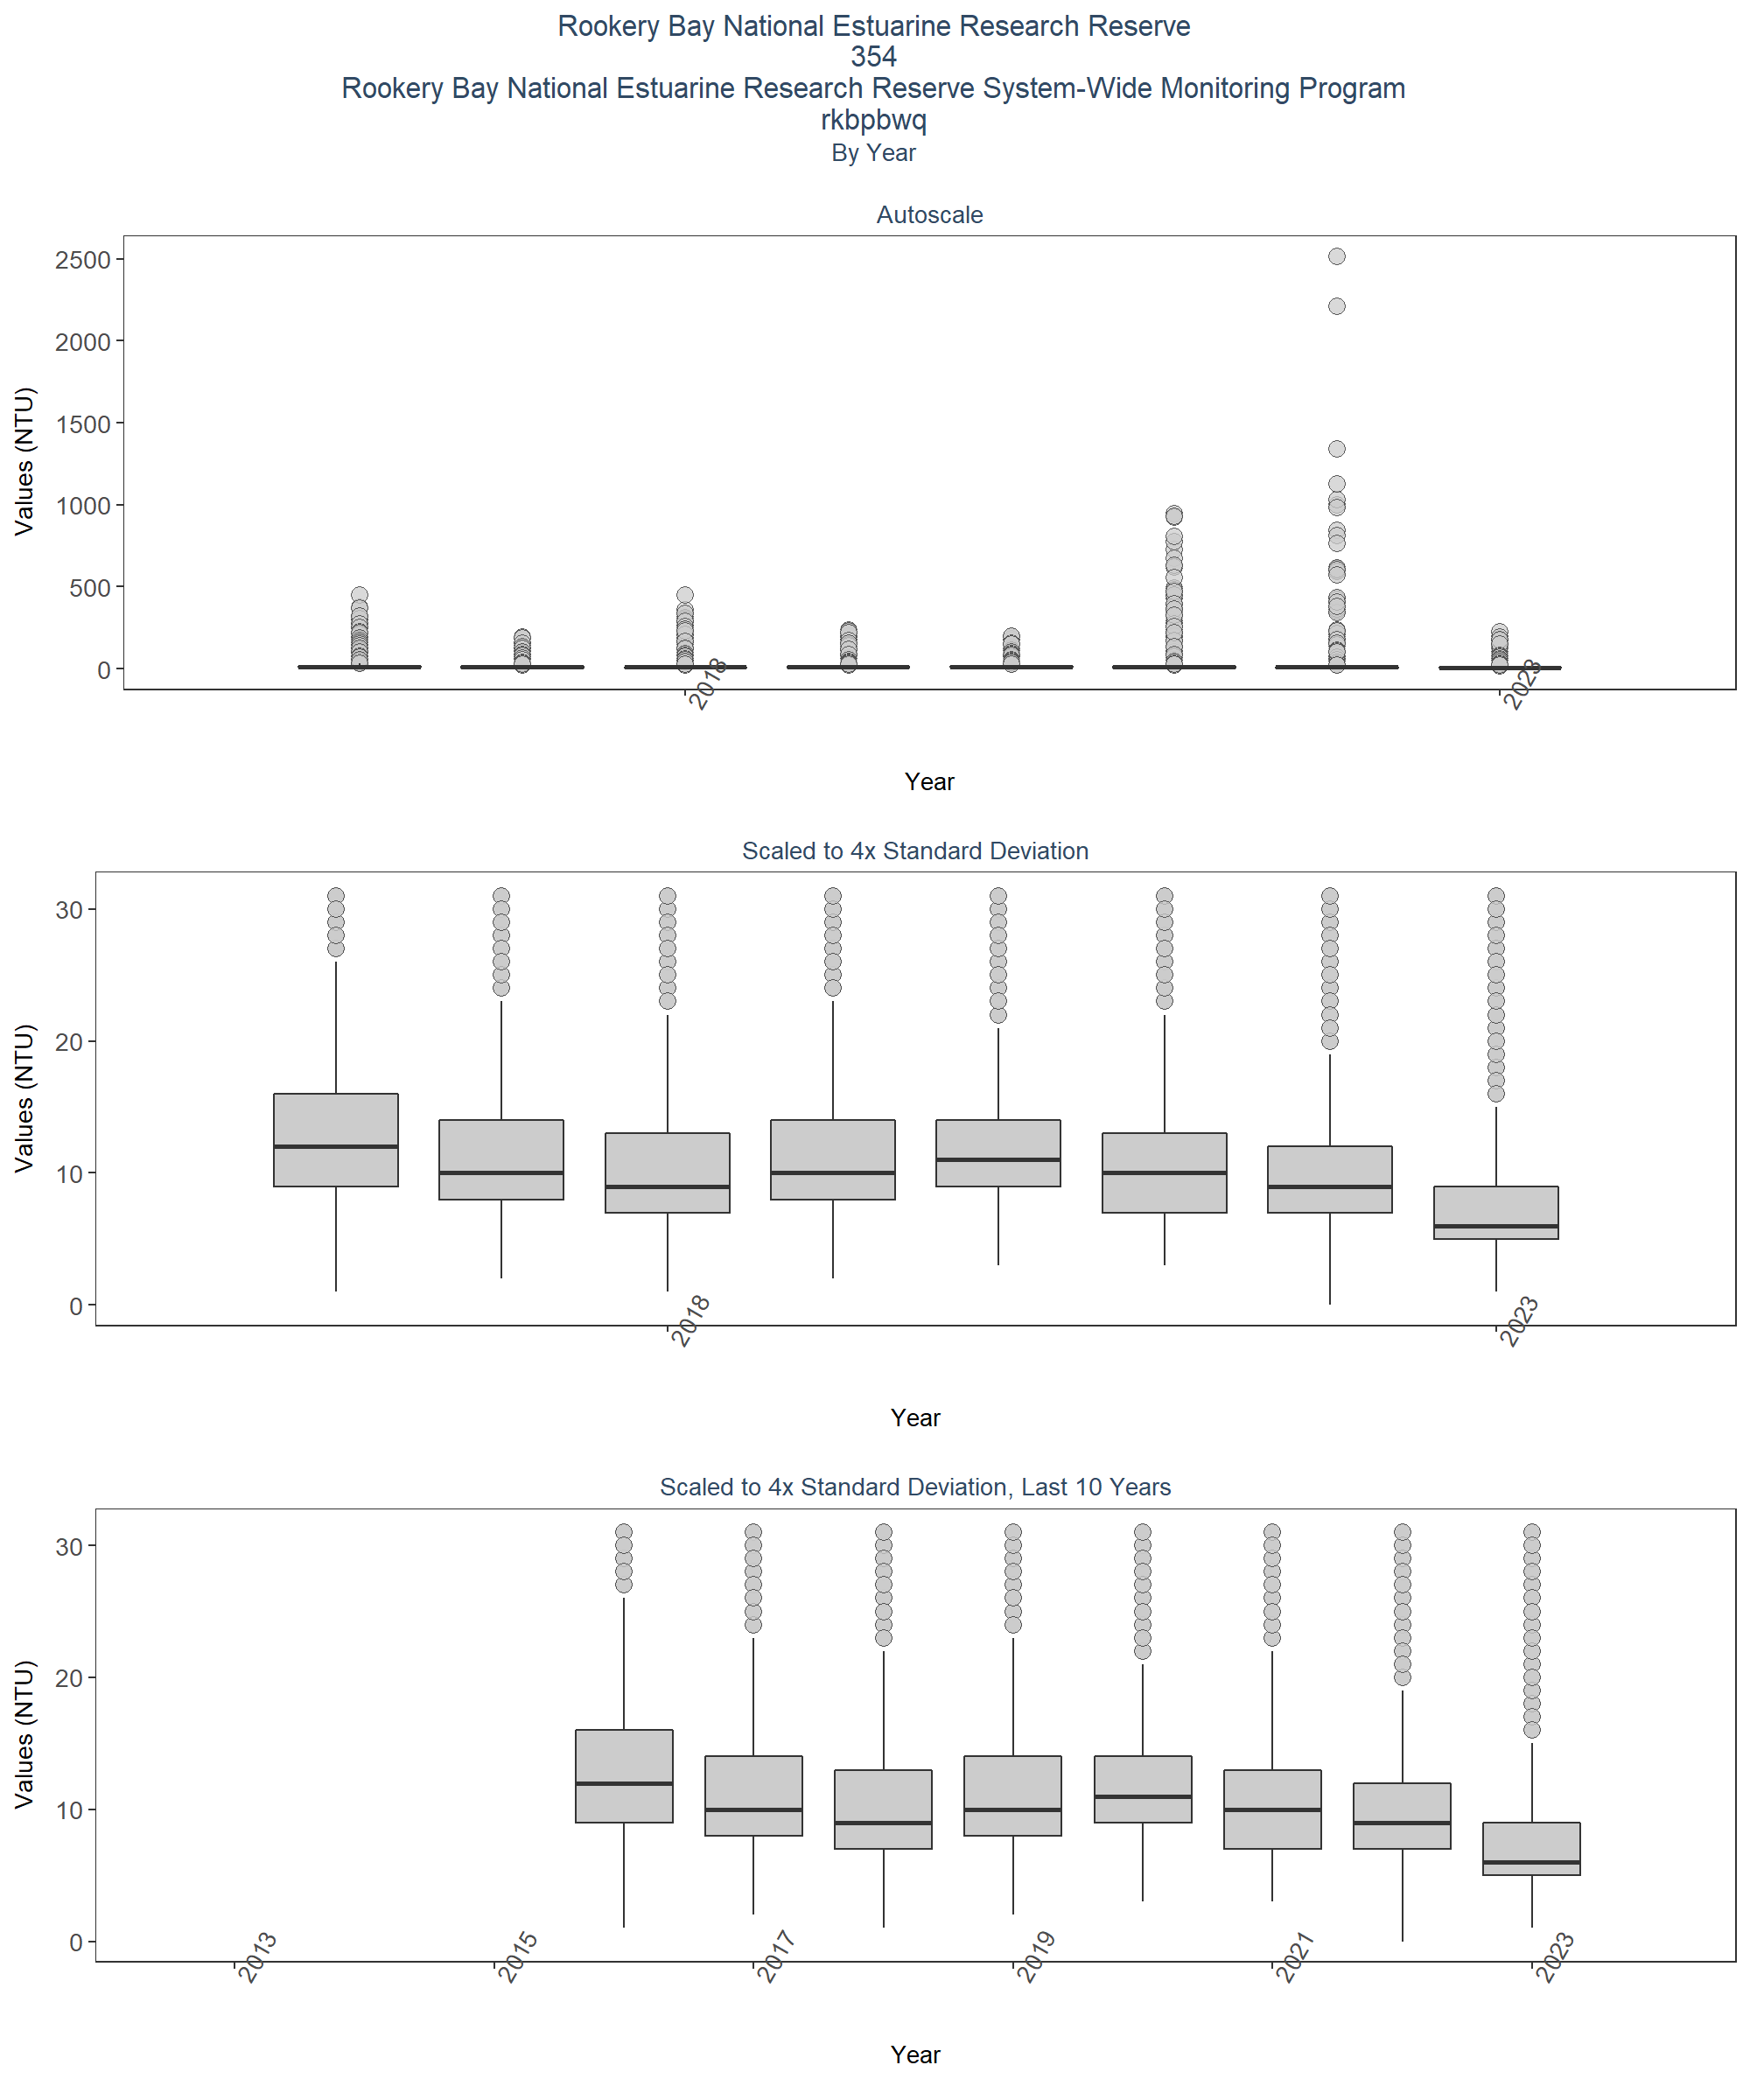 Rookery Bay National Estuarine Research Reserve
354
Rookery Bay National Estuarine Research Reserve System-Wide Monitoring Program
rkbpbwq
By Year
Autoscale
Values (NTU)
2500
2000
1500
1000
500
0
2018
2023
Year
Scaled to 4x Standard Deviation
Values (NTU)
30
20
10
0
2018
2023
Year
Scaled to 4x Standard Deviation, Last 10 Years
Values (NTU)
30
20
10
0
2013
2015
2017
2019
2021
2023
Year